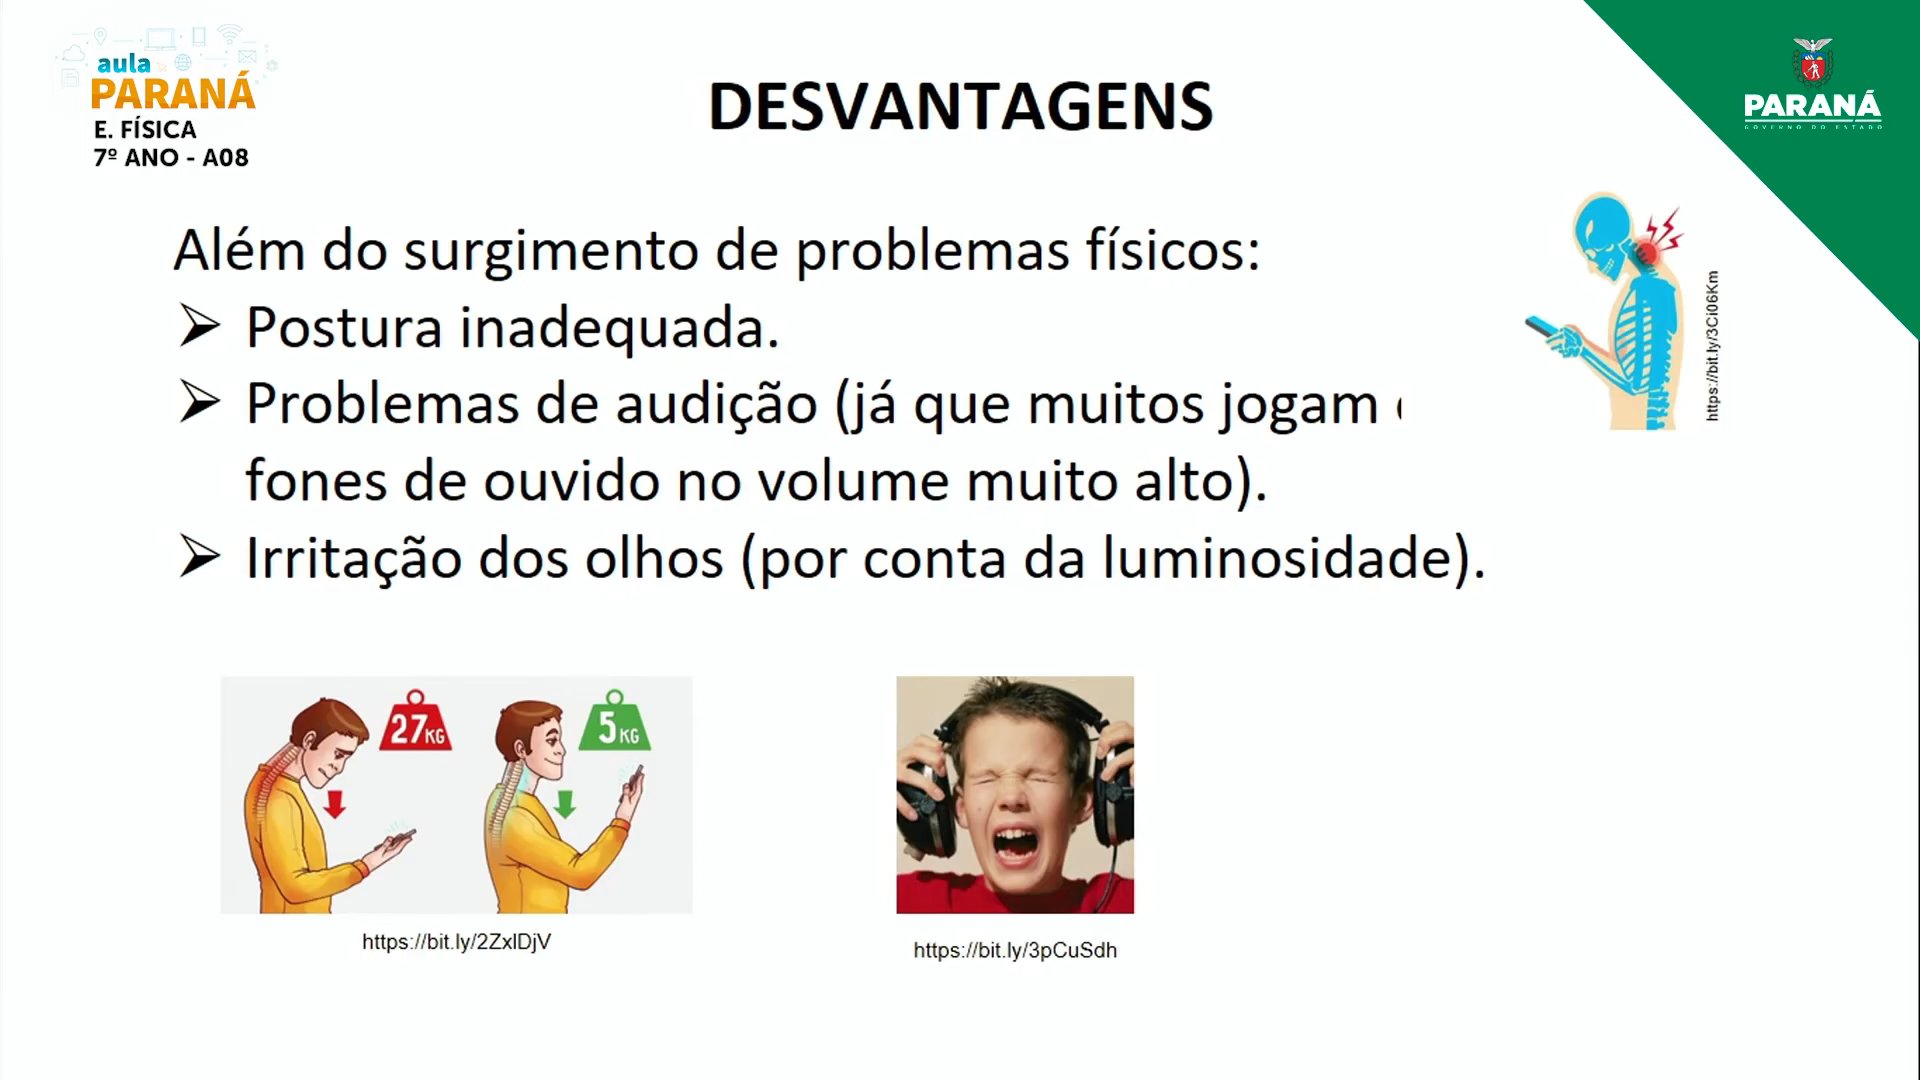 aula
PARANÁ
E. FÍSICA
7º ANO - A08
DESVANTAGENS
PARANÁ
GOVERNO DO ESTADO
Além do surgimento de problemas físicos:
➢ Postura inadequada.
➢ Problemas de audição (já que muitos jogam
fones de ouvido no volume muito alto).
➢ Irritação dos olhos (por conta da luminosidade).
https://bit.ly/3Ci06Km
27KG
5KG
https://bit.ly/2ZxlDjV
https://bit.ly/3pCuSdh